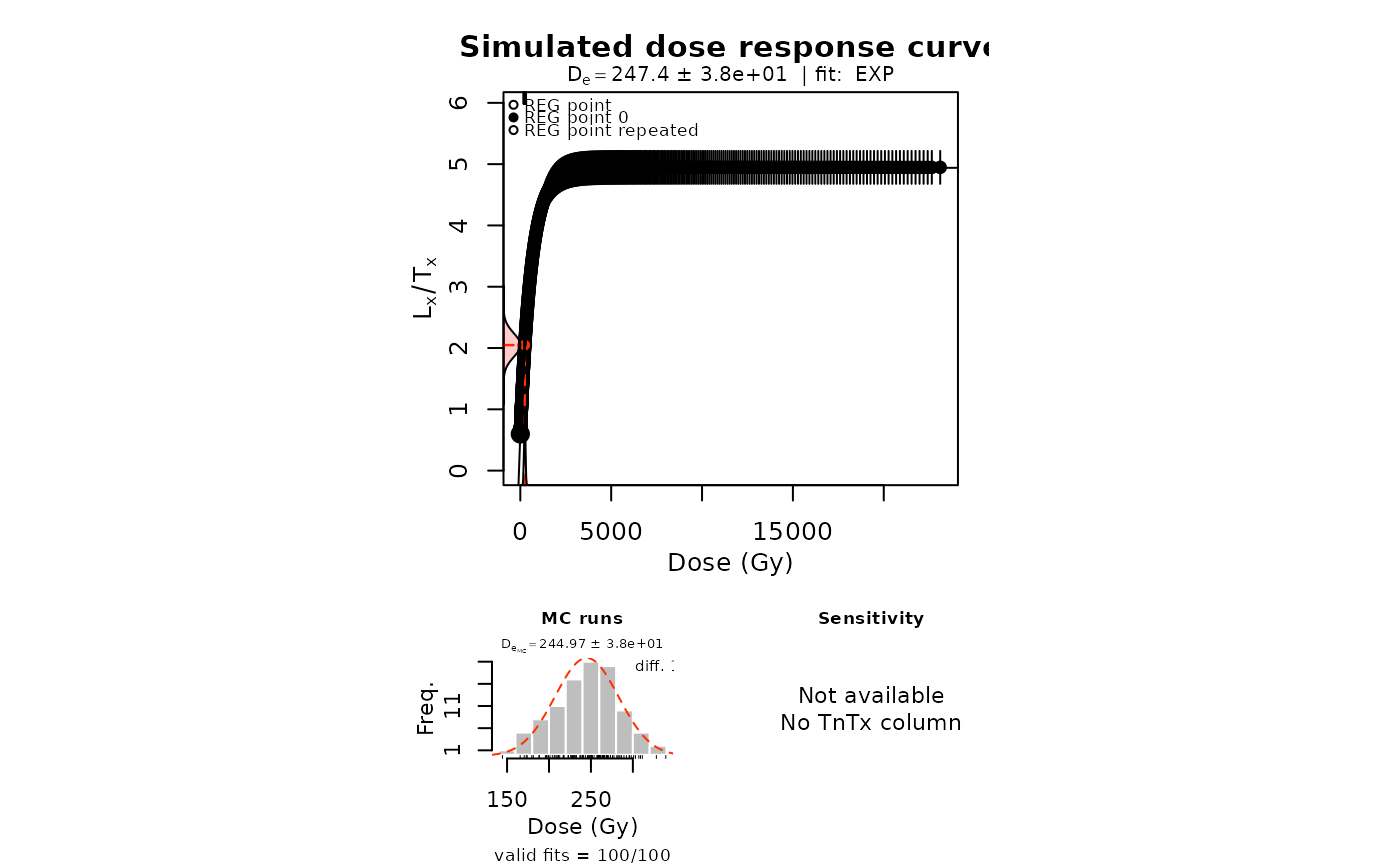 Simulated dose response curve
De = 247.4 ± 3.8e+01 | fit: EXP
REG point
REG point 0
REG point repeated
6
5
4
3
2
1
0
Lx/Tx
0 5000 15000
Dose (Gy)
MC runs
DeMC = 244.97 ± 3.8e+01
diff.
Freq.
11
1
150 250
Dose (Gy)
valid fits = 100/100
Sensitivity
Not available
No TnTx column